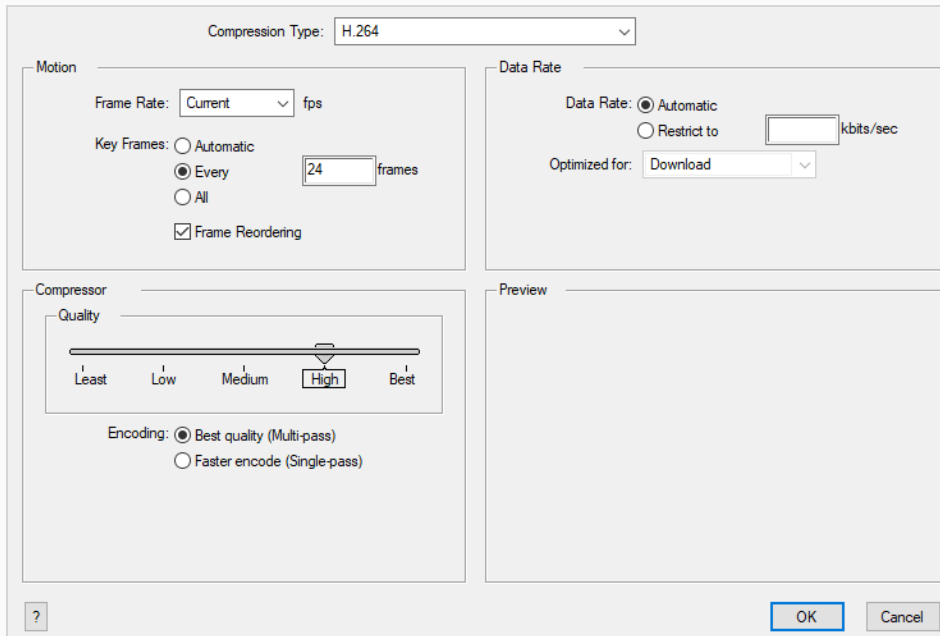 Compression Type: H.264
Motion
Frame Rate: Current fps
Key Frames: Automatic
Every 24 frames
All
Frame Reordering
Data Rate
Data Rate: Automatic
Restrict to kbits/sec
Optimized for: Download
Compressor
Quality
Least Low Medium High Best
Encoding: Best quality (Multi-pass)
Faster encode (Single-pass)
Preview
? OK Cancel